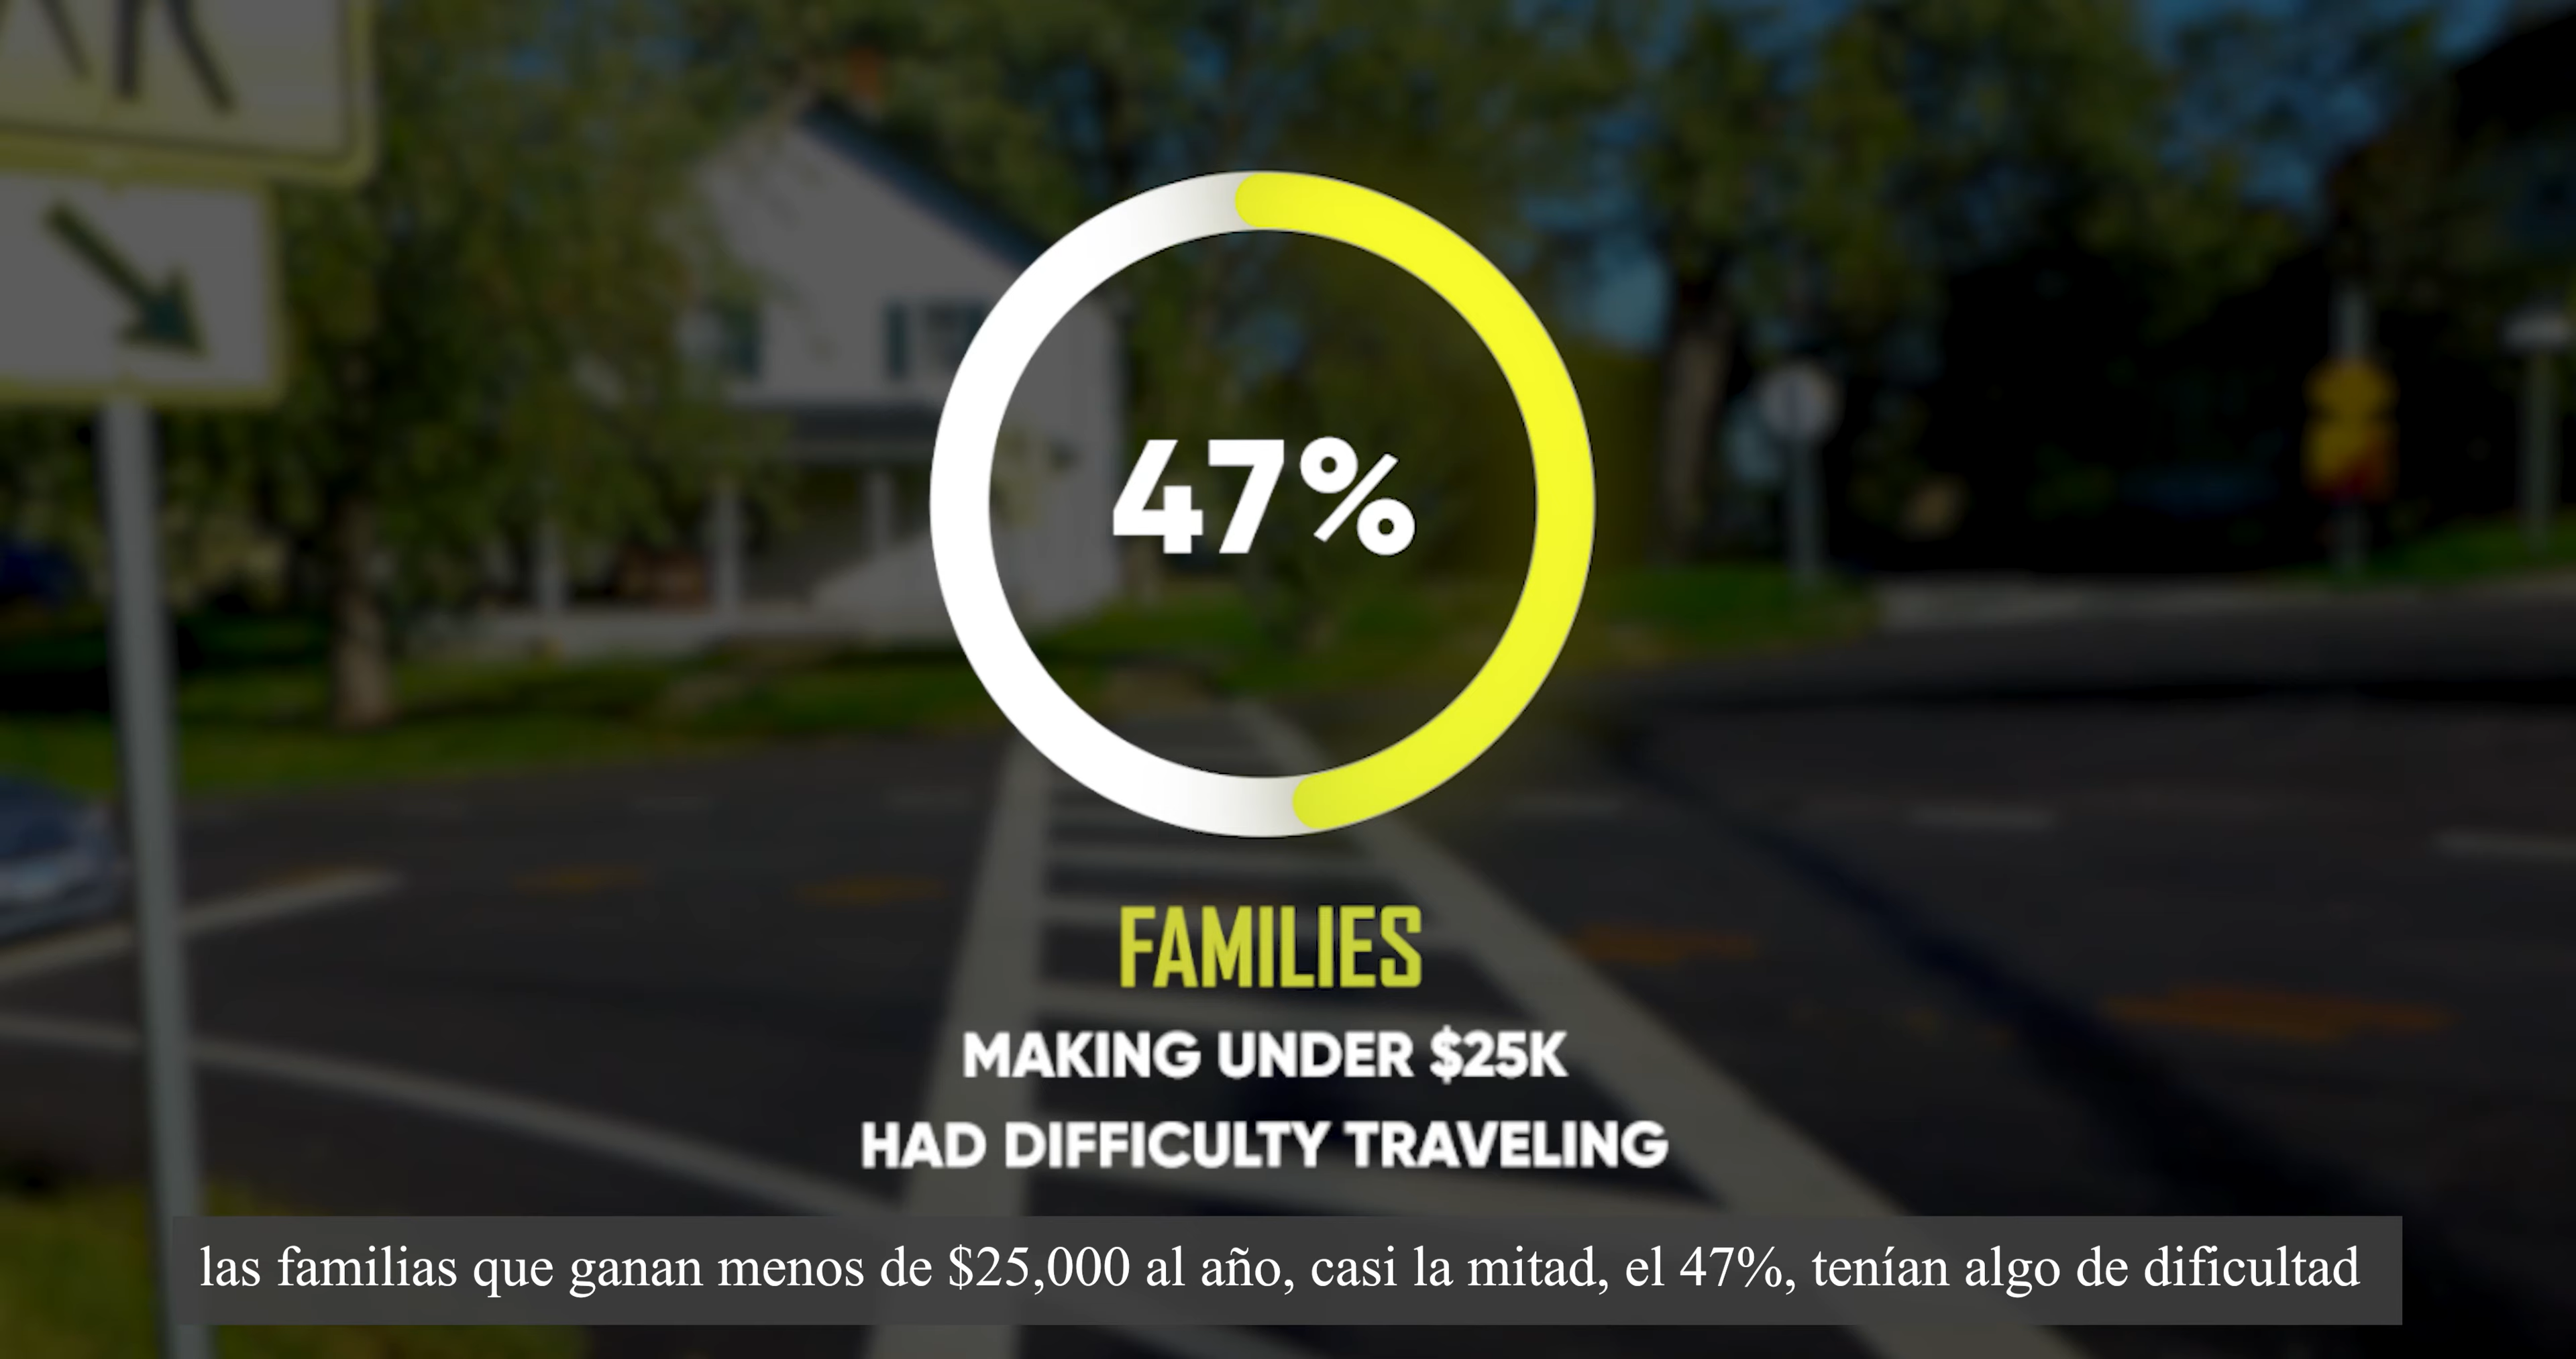 47%
FAMILIES
MAKING UNDER $25K
HAD DIFFICULTY TRAVELING
las familias que ganan menos de $25,000 al año, casi la mitad, el 47%, tenían algo de dificultad